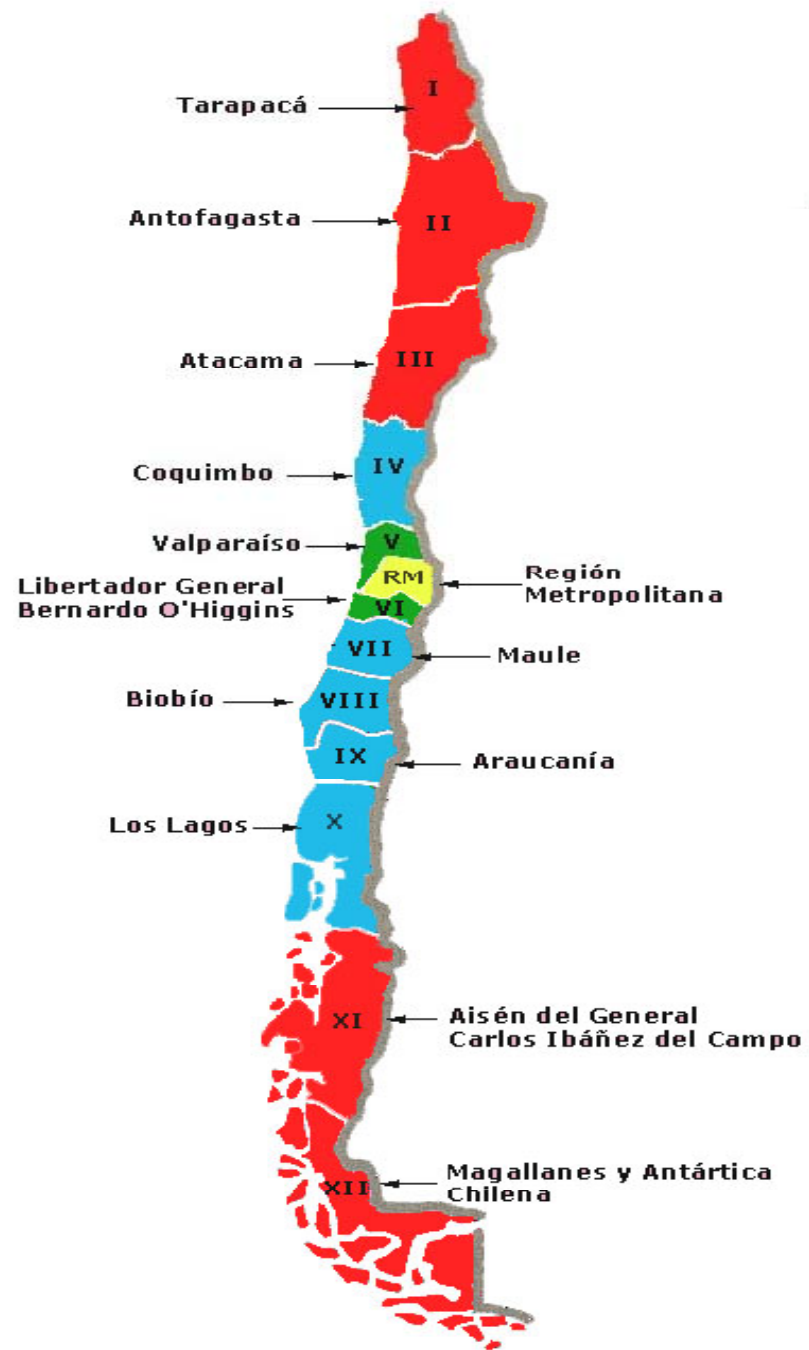 I
Tarapacá
Antofagasta
II
Atacama
III
IV
Coquimbo
Valparaíso
V
RM
Región
Metropolitana
Libertador General
Bernardo O'Higgins
VI
VII
Maule
Biobío
VIII
IX
Araucanía
Los Lagos
X
XI
Aisén del General
Carlos Ibáñez del Campo
XII
Magallanes y Antártica
Chilena